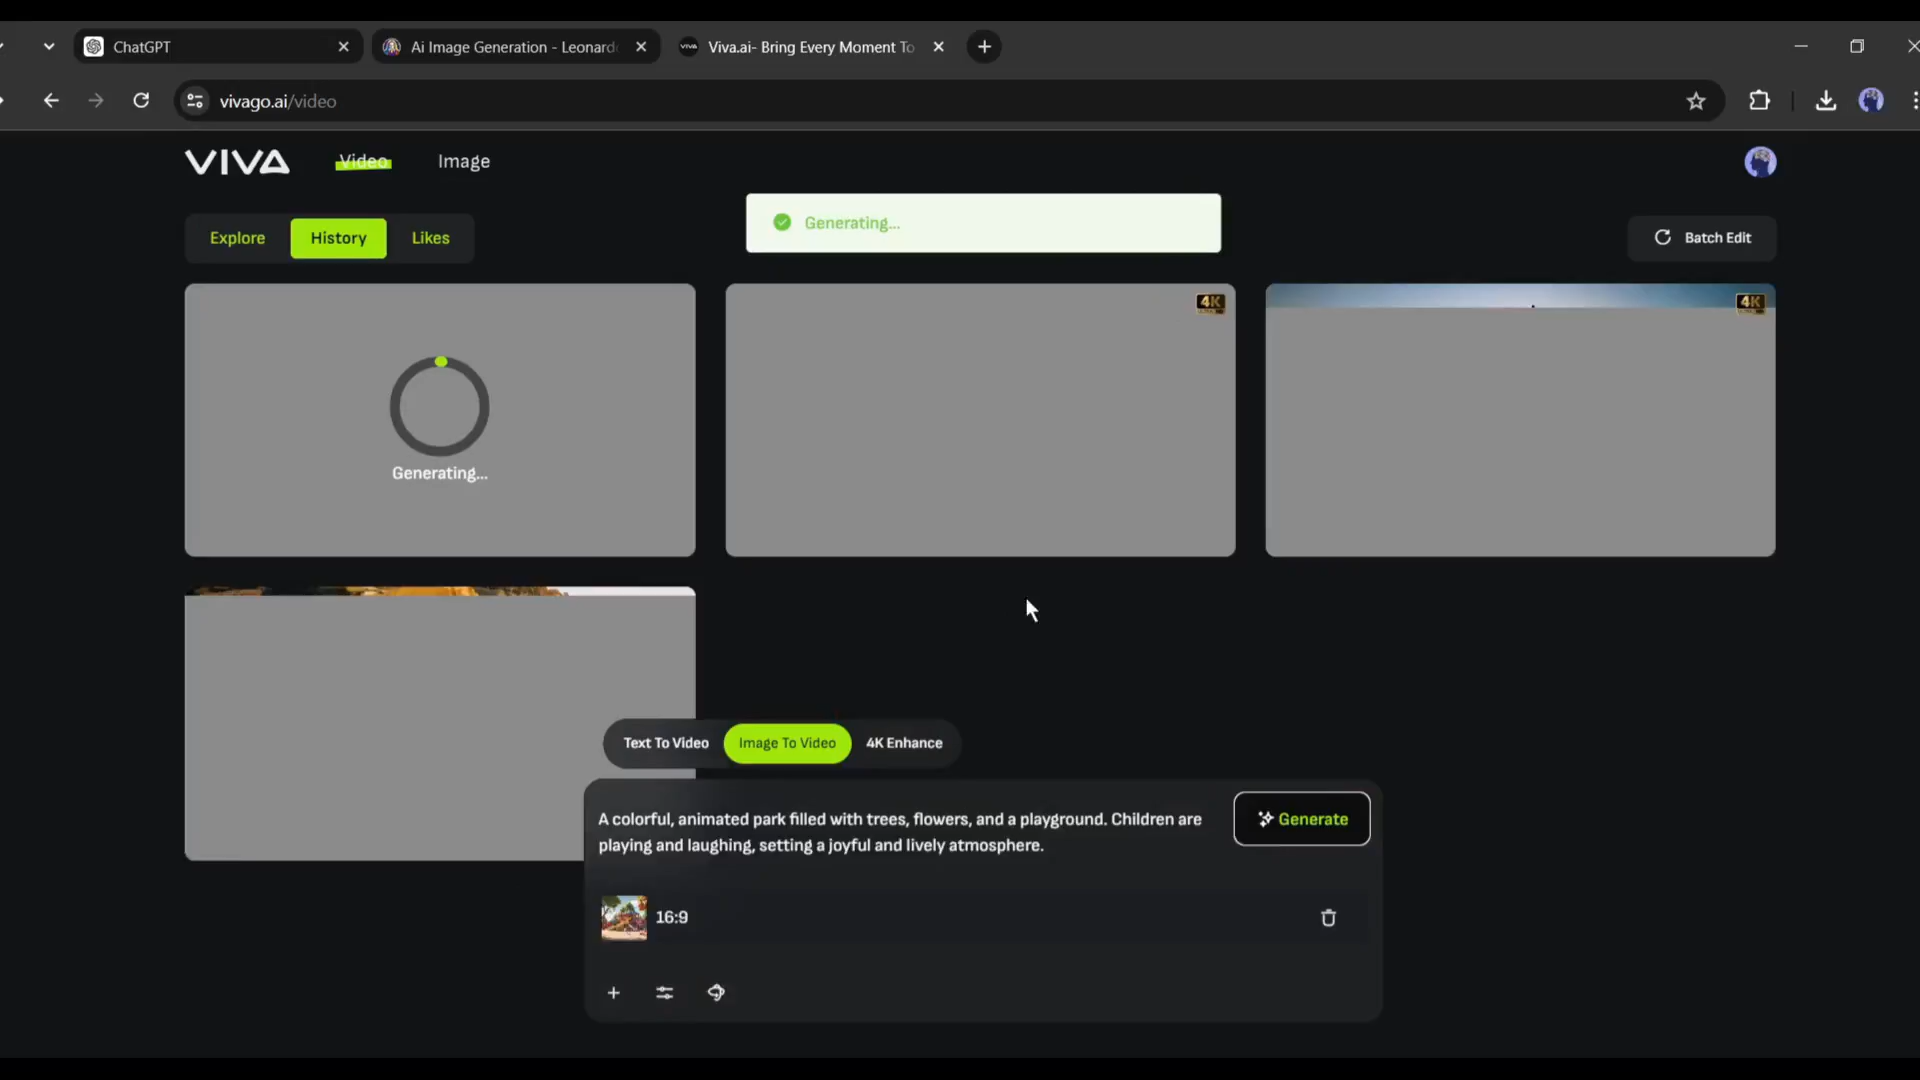 ChatGPT
Ai Image Generation - Leonard
Viva.ai- Bring Every Moment To
vivago.ai/video
VIVA
Video
Image
Generating...
Explore
History
Likes
Batch Edit
4K
4K
Generating...
Text To Video
Image To Video
4K Enhance
A colorful, animated park filled with trees, flowers, and a playground. Children are
playing and laughing, setting a joyful and lively atmosphere.
Generate
16:9